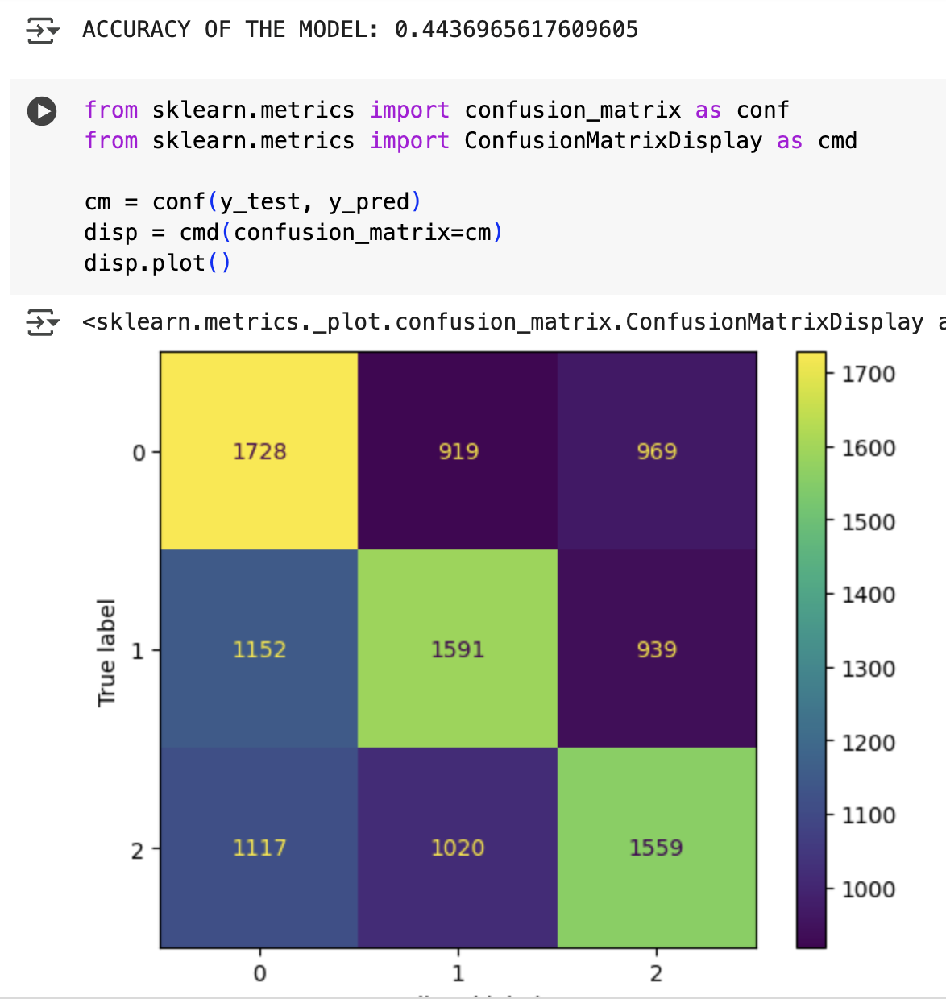 ACCURACY OF THE MODEL: 0.4436965617609605
from sklearn.metrics import confusion_matrix as conf
from sklearn.metrics import ConfusionMatrixDisplay as cmd
cm = conf(y_test, y_pred)
disp = cmd(confusion_matrix=cm)
disp.plot()
<sklearn.metrics._plot.confusion_matrix.ConfusionMatrixDisplay a
1700
0 1728 919 969
1600
1500
1400
True label
1 1152 1591 939
1300
1200
1100
2 1117 1020 1559
1000
0 1 2